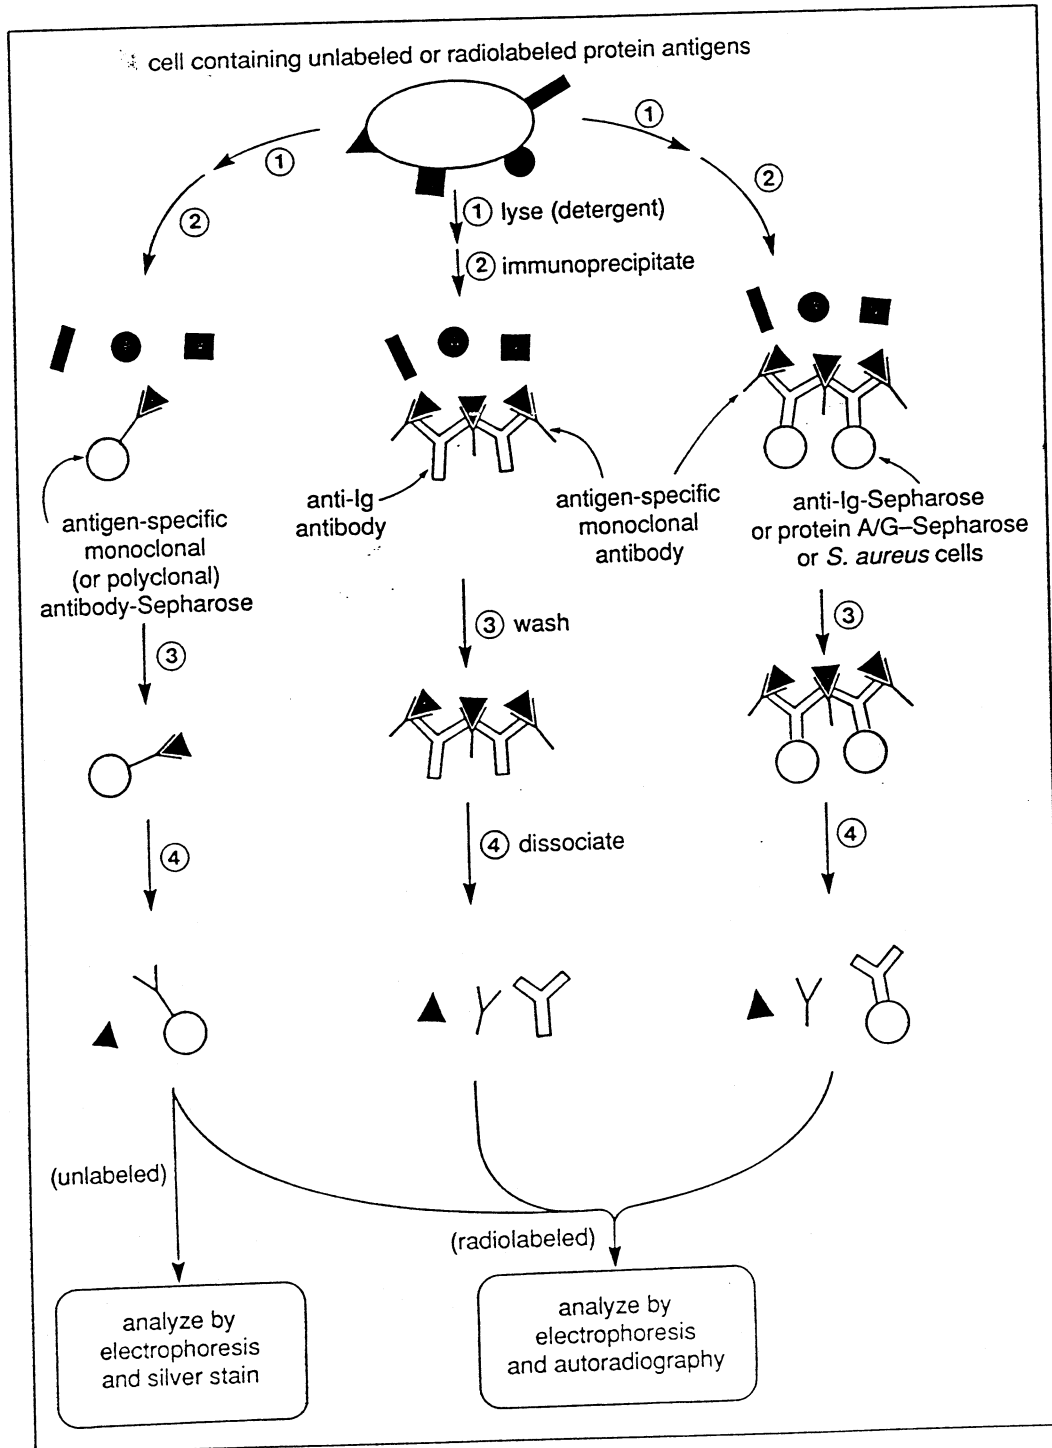 cell containing unlabeled or radiolabeled protein antigens
1
1
2
2
1 lyse (detergent)
2 immunoprecipitate
anti-Ig
antibody
antigen-specific
monoclonal
antibody
anti-Ig-Sepharose
or protein A/G–Sepharose
or S. aureus cells
antigen-specific
monoclonal
(or polyclonal)
antibody-Sepharose
3
3 wash
3
4
4 dissociate
4
(unlabeled)
(radiolabeled)
analyze by
electrophoresis
and silver stain
analyze by
electrophoresis
and autoradiography